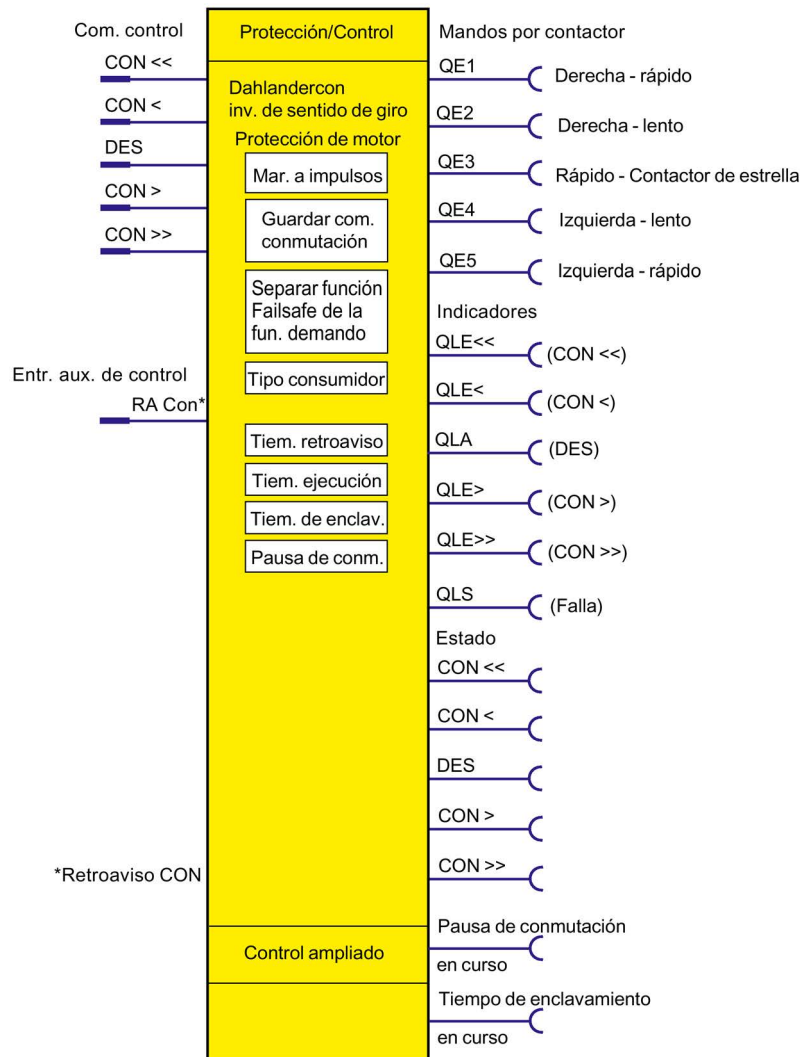 Com. control
CON <<
CON <
DES
CON >
CON >>
Entr. aux. de control
RA Con*
*Retroaviso CON
Protección/Control
Dahlandercon
inv. de sentido de giro
Protección de motor
Mar. a impulsos
Guardar com.
conmutación
Separar función
Failsafe de la
fun. demando
Tipo consumidor
Tiem. retroaviso
Tiem. ejecución
Tiem. de enclav.
Pausa de conm.
Control ampliado
Mandos por contactor
QE1 Derecha - rápido
QE2 Derecha - lento
QE3 Rápido - Contactor de estrella
QE4 Izquierda - lento
QE5 Izquierda - rápido
Indicadores
QLE<< (CON <<)
QLE< (CON <)
QLA (DES)
QLE> (CON >)
QLE>> (CON >>)
QLS (Falla)
Estado
CON <<
CON <
DES
CON >
CON >>
Pausa de conmutación
en curso
Tiempo de enclavamiento
en curso